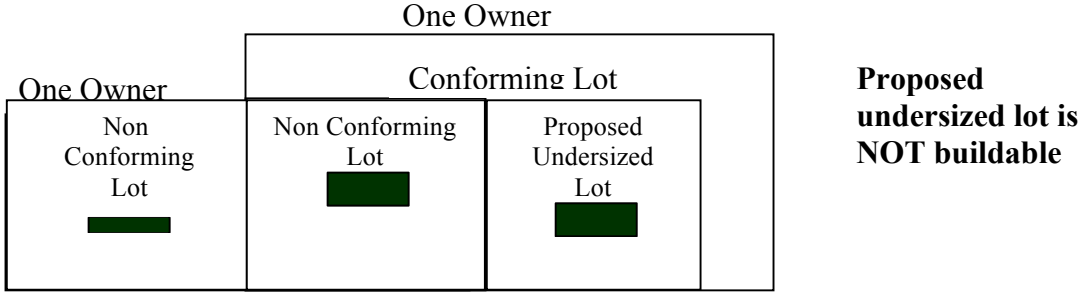 One Owner
Conforming Lot
One Owner
Non
Conforming
Lot
Non Conforming
Lot
Proposed
Undersized
Lot
Proposed
undersized lot is
NOT buildable